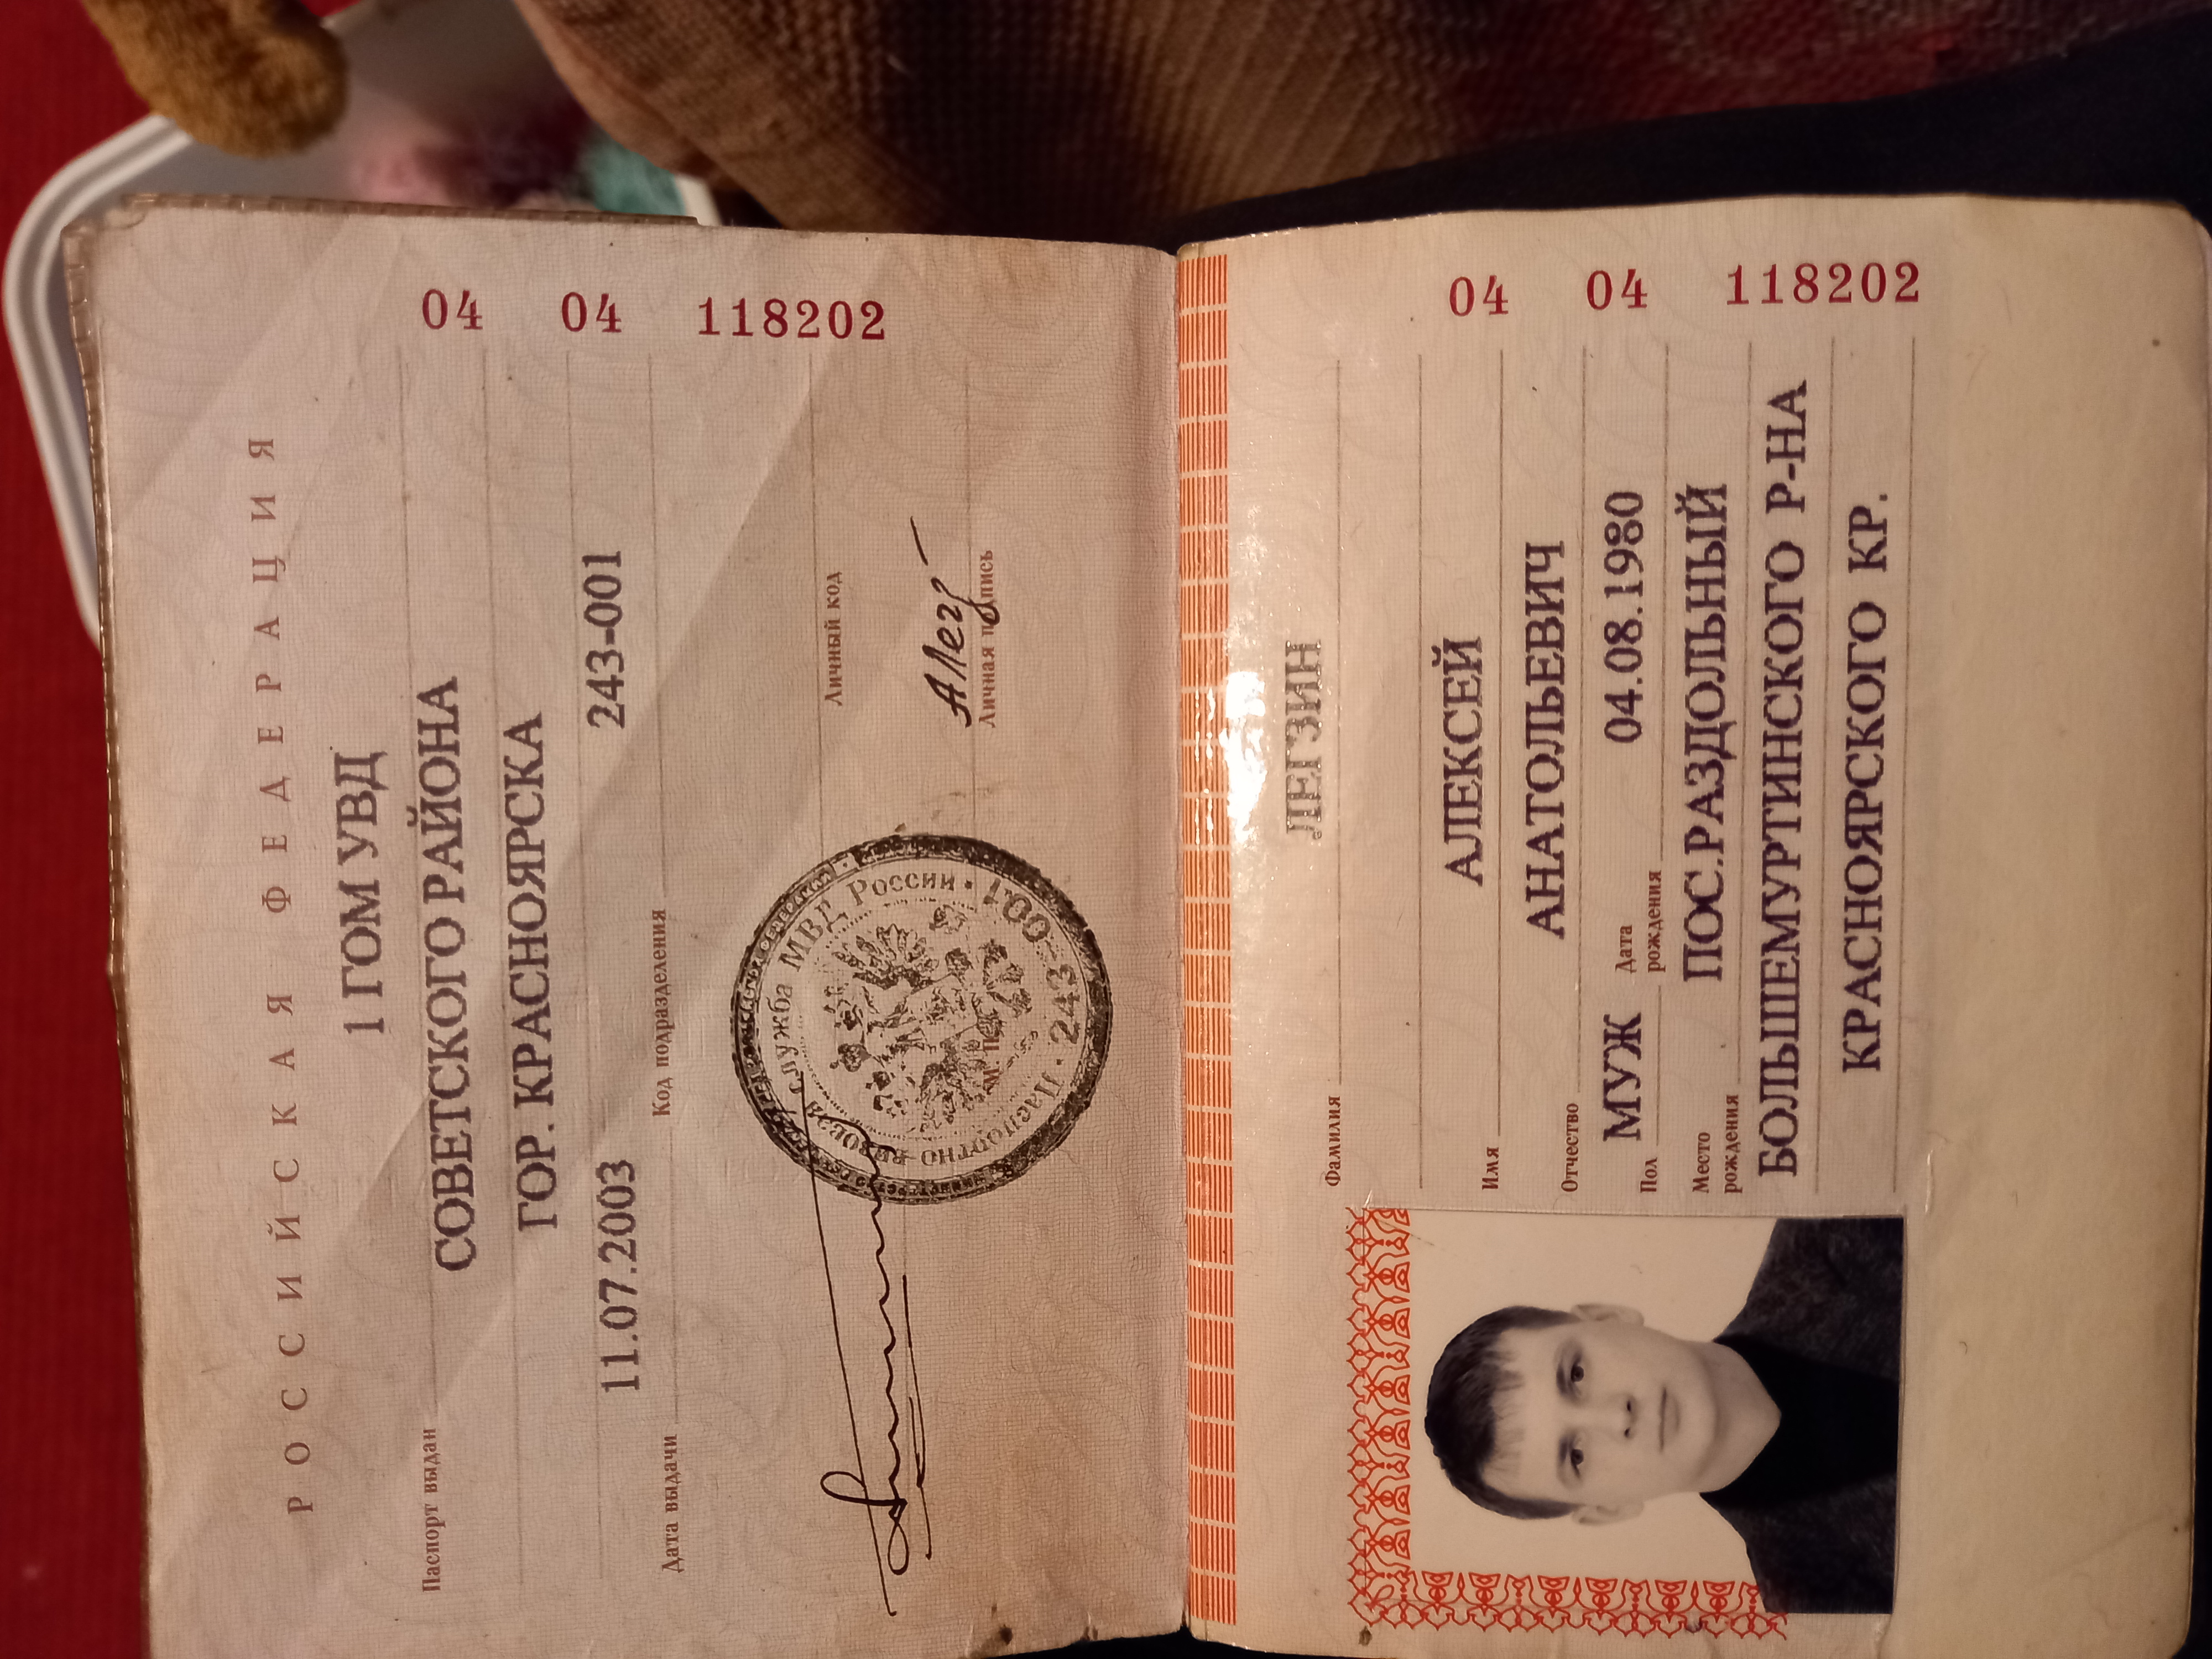 РОССИЙСКАЯ ФЕДЕРАЦИЯ
1 ГОМ УВД
Паспорт выдан
СОВЕТСКОГО РАЙОНА
ГОР. КРАСНОЯРСКА
11.07.2003 243-001
Дата выдачи Код подразделения
04 04 118202
Паспортно-визовая служба МВД России
243-001
М. П.
Личный код
АЛегз
Личная подпись
ЛЕГЗИН
Фамилия
АЛЕКСЕЙ
Имя
АНАТОЛЬЕВИЧ
Отчество
Пол МУЖ Дата рождения 04.08.1980
Место рождения ПОС.РАЗДОЛЬНЫЙ
БОЛЬШЕМУРТИНСКОГО Р-НА
КРАСНОЯРСКОГО КР.
04 04 118202